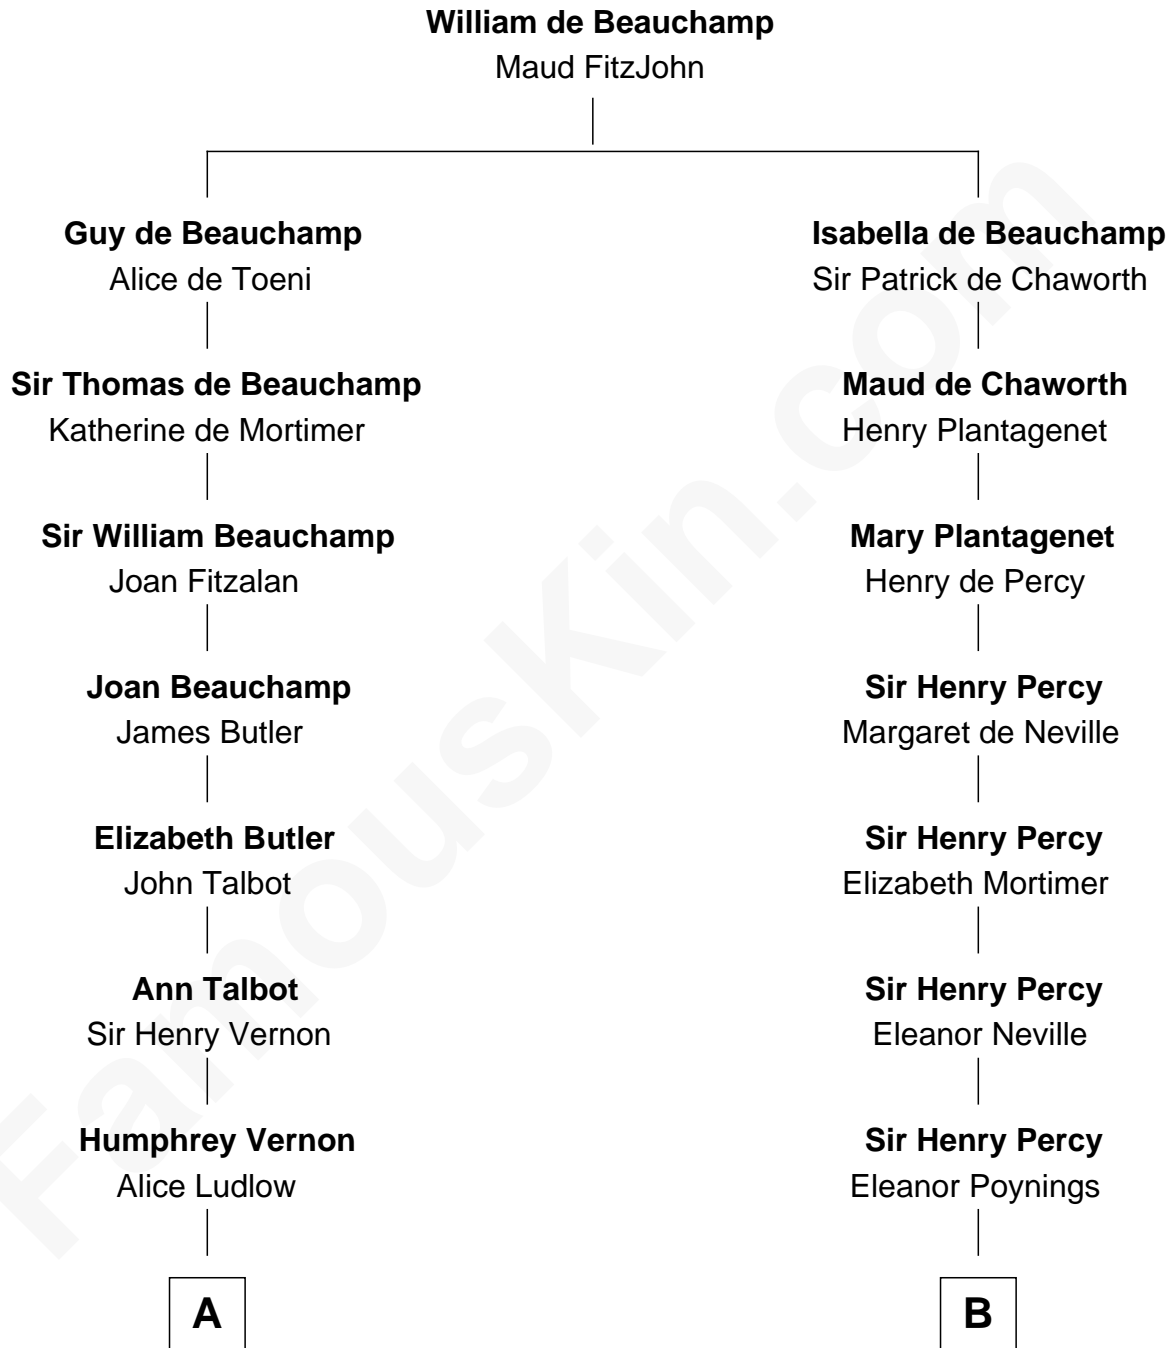 William de Beauchamp
Maud FitzJohn
Guy de Beauchamp
Alice de Toeni
Isabella de Beauchamp
Sir Patrick de Chaworth
Sir Thomas de Beauchamp
Katherine de Mortimer
Maud de Chaworth
Henry Plantagenet
Sir William Beauchamp
Joan Fitzalan
Mary Plantagenet
Henry de Percy
Joan Beauchamp
James Butler
Sir Henry Percy
Margaret de Neville
Elizabeth Butler
John Talbot
Sir Henry Percy
Elizabeth Mortimer
Ann Talbot
Sir Henry Vernon
Sir Henry Percy
Eleanor Neville
Humphrey Vernon
Alice Ludlow
Sir Henry Percy
Eleanor Poynings
A
B
FamousKin.com